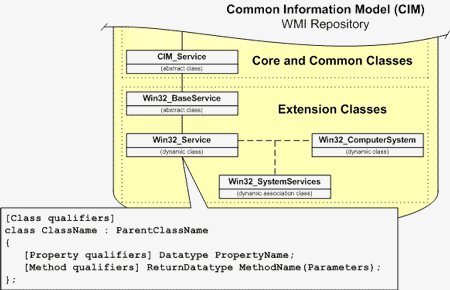 Common Information Model (CIM)
WMI Repository
CIM_Service
(abstract class)
Core and Common Classes
Win32_BaseService
(abstract class)
Extension Classes
Win32_Service
(dynamic class)
Win32_ComputerSystem
(dynamic class)
Win32_SystemServices
(dynamic association class)
[Class qualifiers]
class ClassName : ParentClassName
{
[Property qualifiers] Datatype PropertyName;
[Method qualifiers] ReturnDatatype MethodName(Parameters);
};